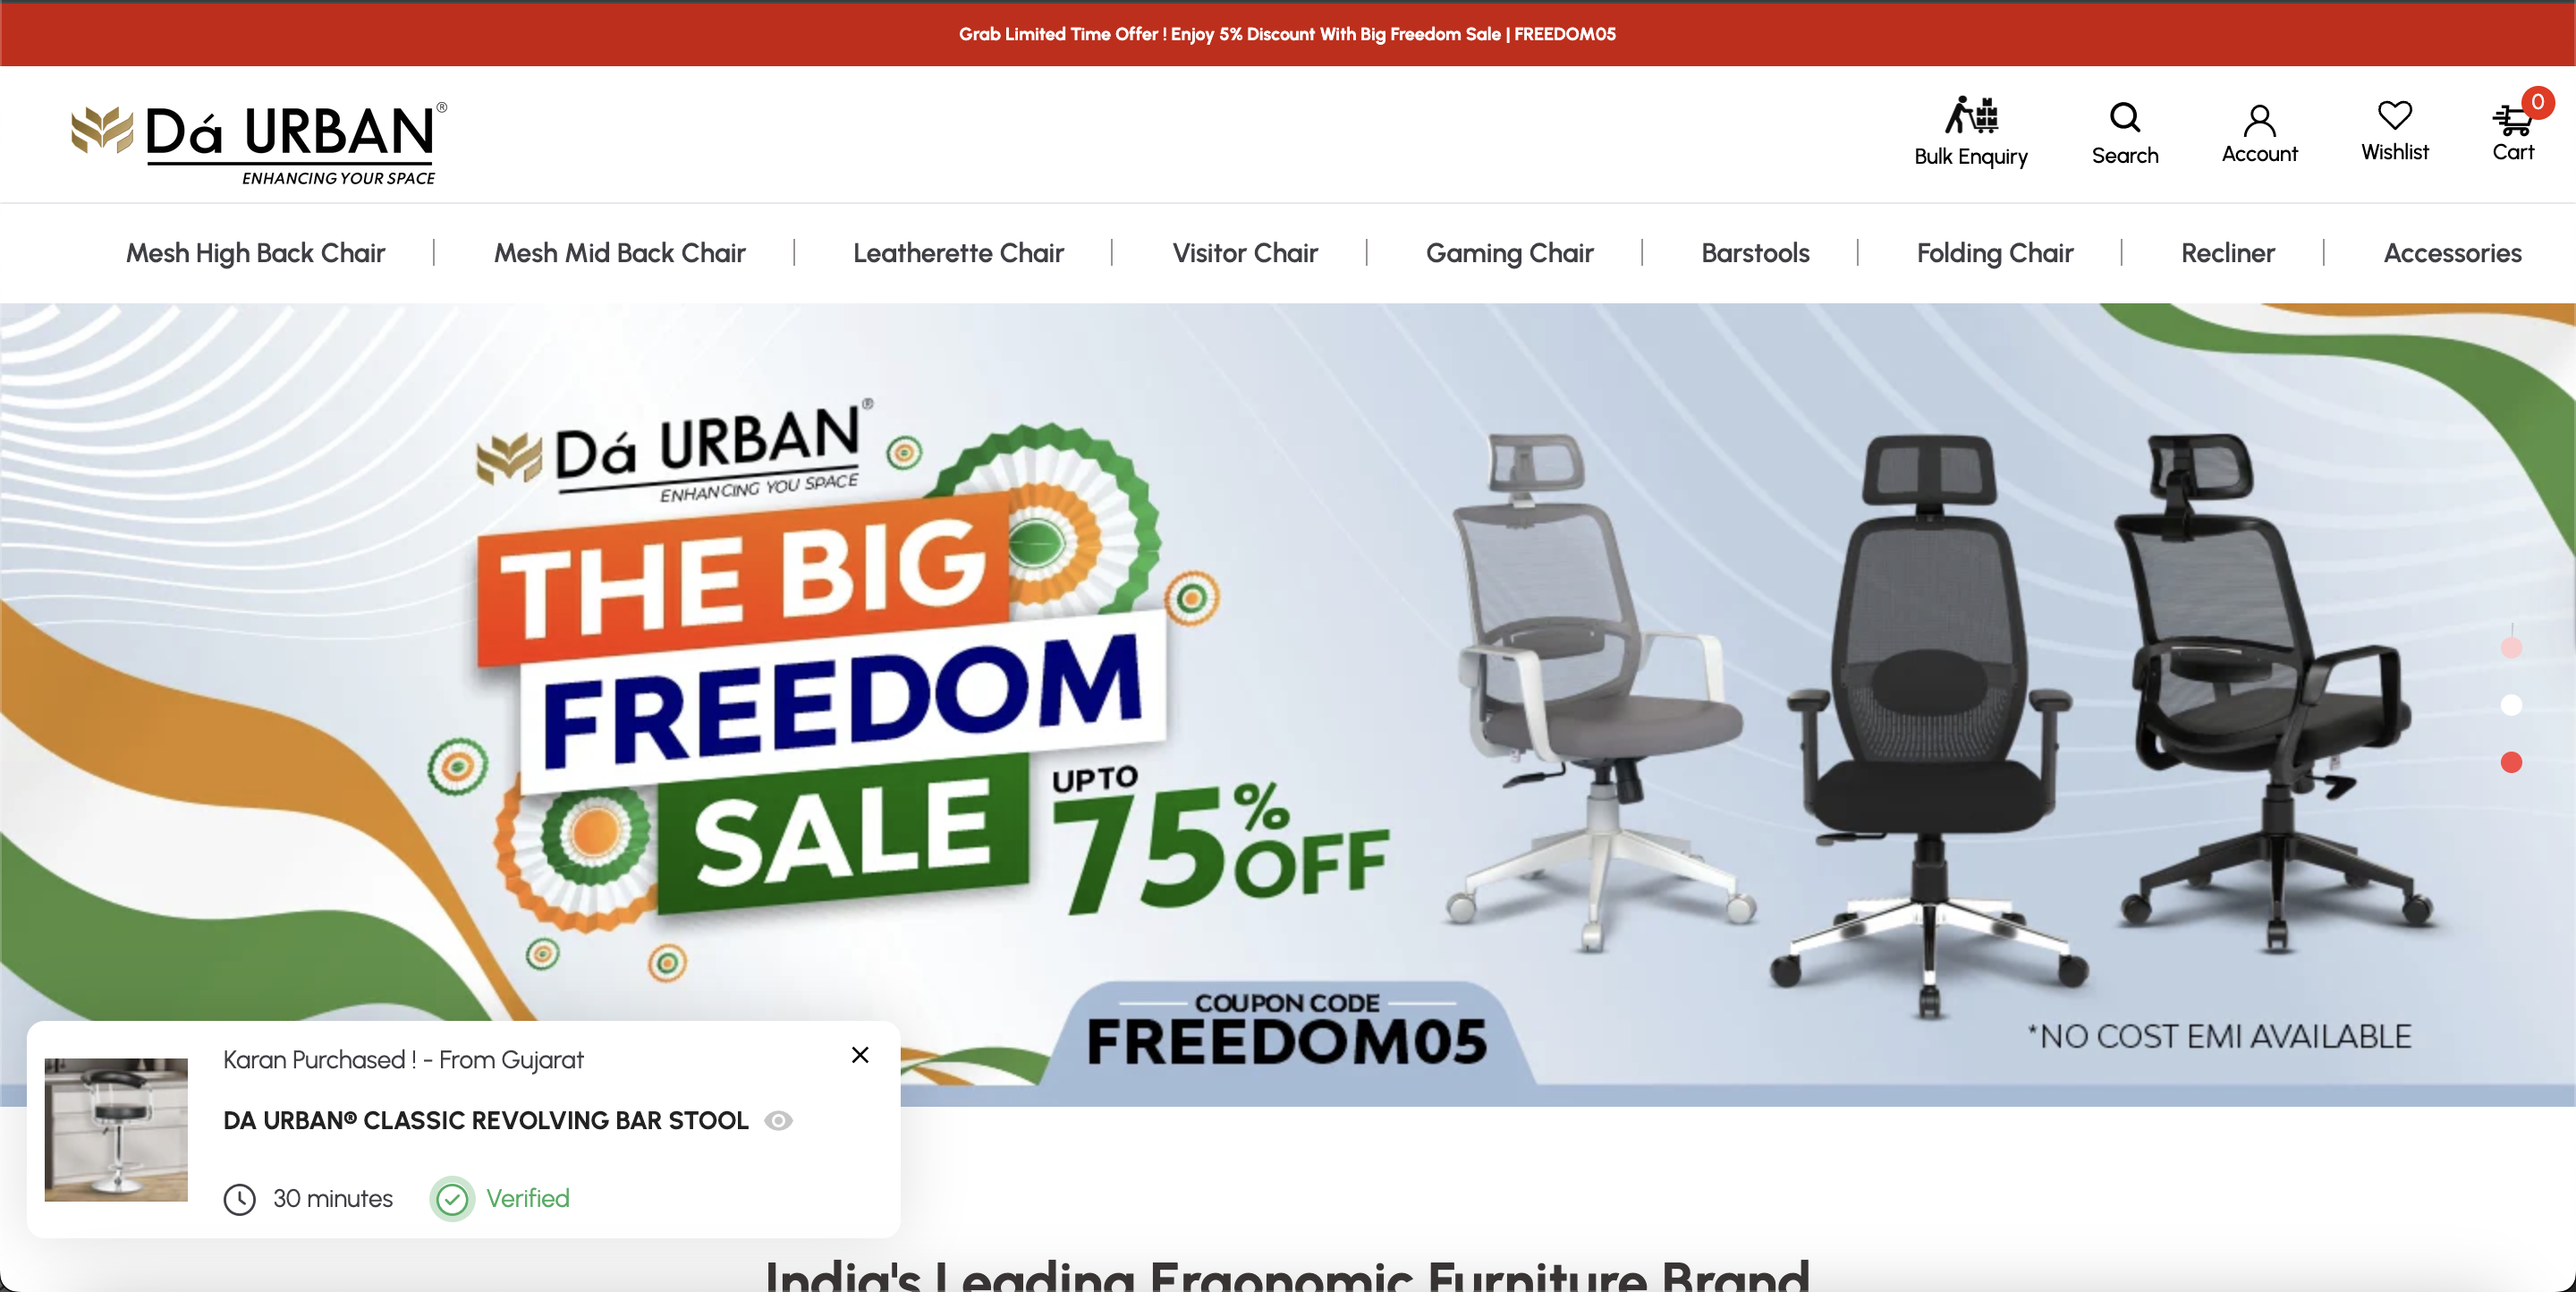 Grab Limited Time Offer ! Enjoy 5% Discount With Big Freedom Sale | FREEDOM05
Dá URBAN®
ENHANCING YOUR SPACE
Bulk Enquiry
Search
Account
Wishlist
0
Cart
Mesh High Back Chair | Mesh Mid Back Chair | Leatherette Chair | Visitor Chair | Gaming Chair | Barstools | Folding Chair | Recliner | Accessories
Dá URBAN®
ENHANCING YOU SPACE
THE BIG
FREEDOM
SALE
UPTO
75% OFF
COUPON CODE
FREEDOM05
*NO COST EMI AVAILABLE
Karan Purchased ! - From Gujarat
DA URBAN® CLASSIC REVOLVING BAR STOOL
30 minutes
Verified
India's Leading Ergonomic Furniture Brand